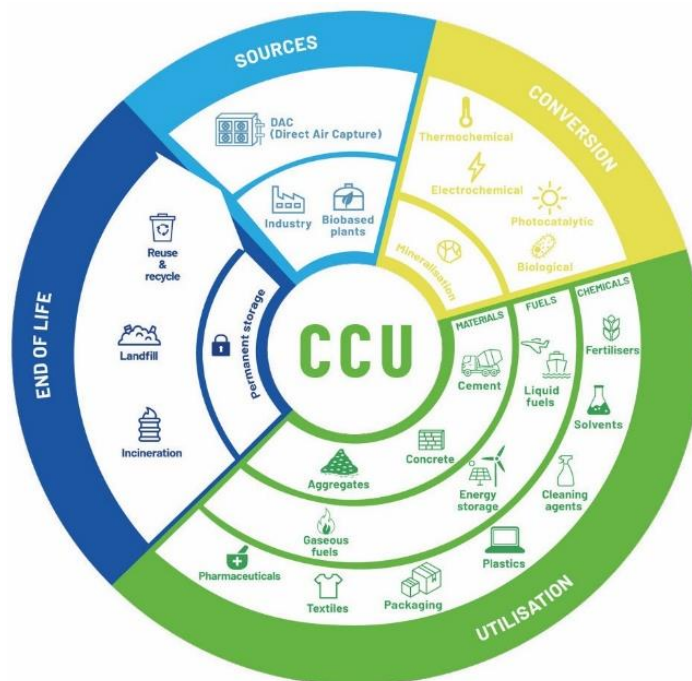 SOURCES
DAC
(Direct Air Capture)
Industry
Biobased
plants
CONVERSION
Thermochemical
Electrochemical
Photocatalytic
Biological
Mineralisation
END OF LIFE
Reuse
&
recycle
Landfill
Incineration
Permanent storage
CCU
MATERIALS
FUELS
CHEMICALS
Cement
Concrete
Aggregates
Liquid
fuels
Energy
storage
Gaseous
fuels
Fertilisers
Solvents
Cleaning
agents
Plastics
Packaging
Textiles
Pharmaceuticals
UTILISATION